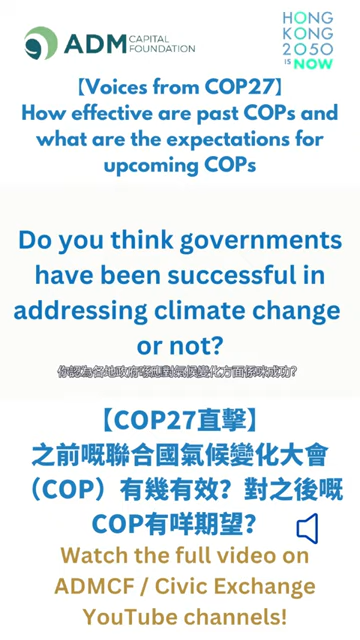 ADM CAPITAL FOUNDATION
HONG
KONG
2050
IS NOW
【Voices from COP27】
How effective are past COPs and
what are the expectations for
upcoming COPs
Do you think governments
have been successful in
addressing climate change
or not?
你認為各地政府喺應對氣候變化方面係咪成功?
【COP27直擊】
之前嘅聯合國氣候變化大會
（COP）有幾有效？對之後嘅
COP有咩期望？
Watch the full video on
ADMCF / Civic Exchange
YouTube channels!